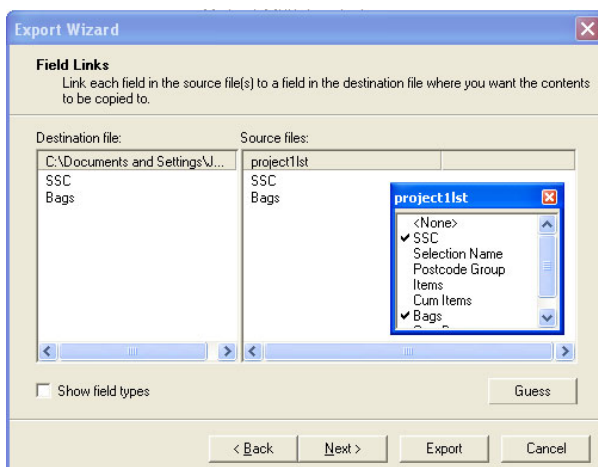 Export Wizard
Field Links
Link each field in the source file(s) to a field in the destination file where you want the contents
to be copied to.
Destination file:
Source files:
C:\Documents and Settings\J...
project1lst
SSC
SSC
Bags
Bags
project1lst
<None>
SSC
Selection Name
Postcode Group
Items
Cum Items
Bags
Show field types
Guess
< Back
Next >
Export
Cancel